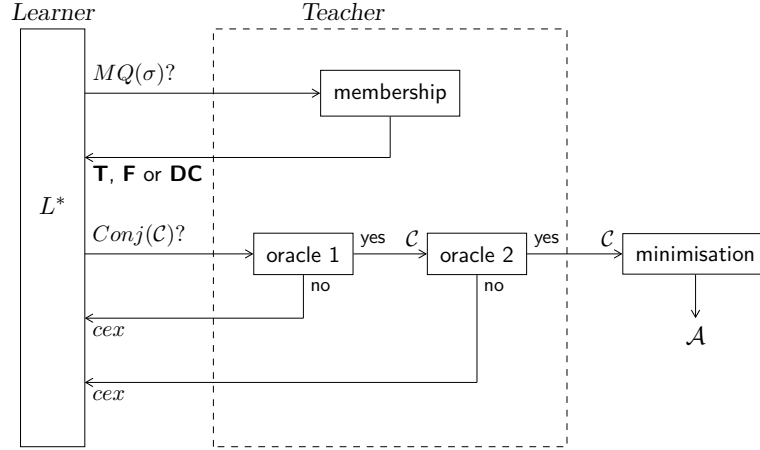 Learner
Teacher
MQ(σ)?
membership
T, F or DC
L*
Conj(𝒞)?
oracle 1
yes
𝒞
oracle 2
yes
𝒞
minimisation
no
no
cex
𝒜
cex